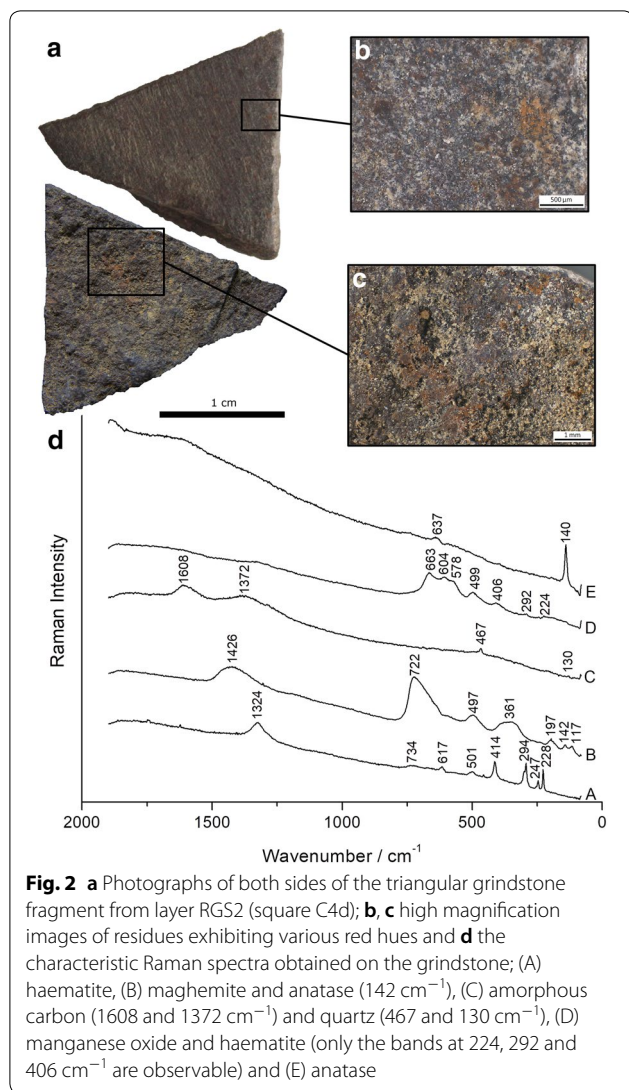 a
b
500 µm
c
1 mm
1 cm
d
Raman Intensity
637
140
E
663
604
578
499
406
292
224
D
1608
1372
467
130
C
1426
722
497
361
197
142
117
B
1324
734
617
501
414
294
247
228
A
2000 1500 1000 500 0
Wavenumber / cm⁻¹
Fig. 2 a Photographs of both sides of the triangular grindstone
fragment from layer RGS2 (square C4d); b, c high magnification
images of residues exhibiting various red hues and d the
characteristic Raman spectra obtained on the grindstone; (A)
haematite, (B) maghemite and anatase (142 cm⁻¹), (C) amorphous
carbon (1608 and 1372 cm⁻¹) and quartz (467 and 130 cm⁻¹), (D)
manganese oxide and haematite (only the bands at 224, 292 and
406 cm⁻¹ are observable) and (E) anatase